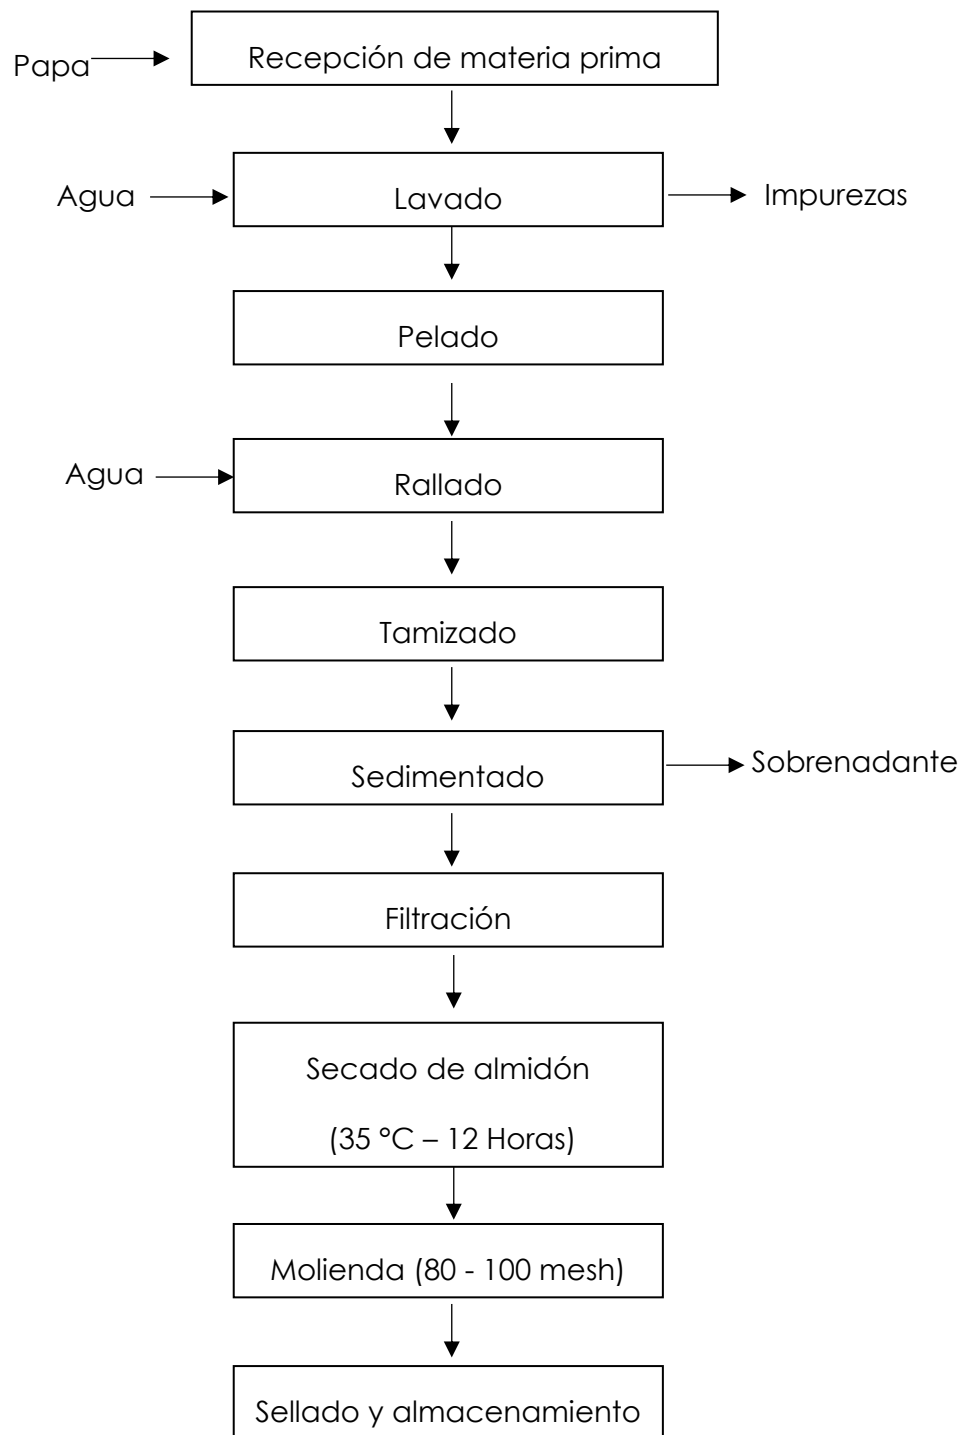 Papa
Recepción de materia prima
Agua
Lavado
Impurezas
Pelado
Agua
Rallado
Tamizado
Sedimentado
Sobrenadante
Filtración
Secado de almidón
(35 °C – 12 Horas)
Molienda (80 - 100 mesh)
Sellado y almacenamiento